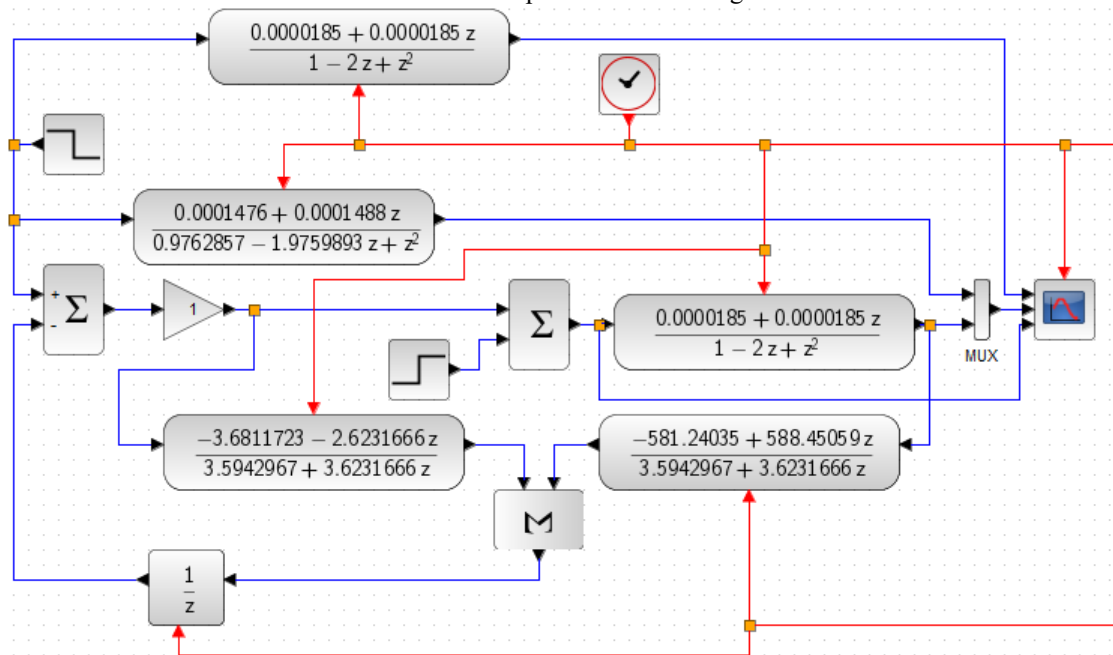 0.0000185 + 0.0000185 z
1 − 2 z + z²
0.0001476 + 0.0001488 z
0.9762857 − 1.9759893 z + z²
+
-
Σ
1
Σ
0.0000185 + 0.0000185 z
1 − 2 z + z²
MUX
−3.6811723 − 2.6231666 z
3.5942967 + 3.6231666 z
−581.24035 + 588.45059 z
3.5942967 + 3.6231666 z
Σ
1
z